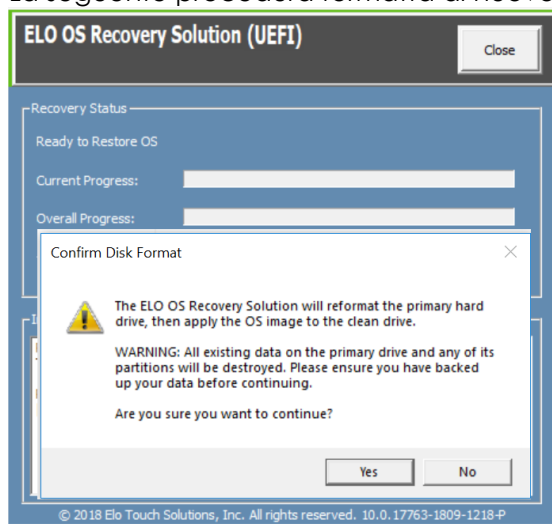 ELO OS Recovery Solution (UEFI)
Close
Recovery Status
Ready to Restore OS
Current Progress:
Overall Progress:
Confirm Disk Format
The ELO OS Recovery Solution will reformat the primary hard
drive, then apply the OS image to the clean drive.
WARNING: All existing data on the primary drive and any of its
partitions will be destroyed. Please ensure you have backed
up your data before continuing.
Are you sure you want to continue?
Yes
No
© 2018 Elo Touch Solutions, Inc. All rights reserved. 10.0.17763-1809-1218-P